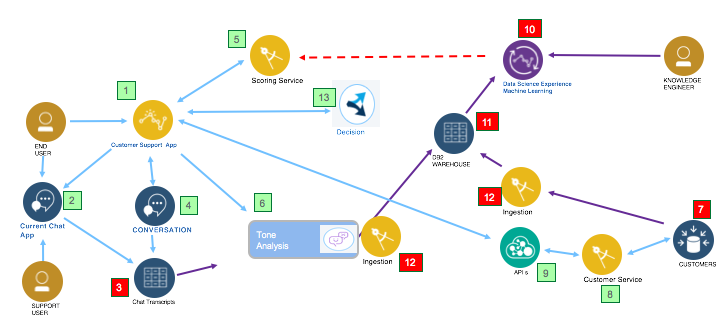 10
5
Scoring Service
Data Science Experience
Machine Learning
KNOWLEDGE
ENGINEER
1
13
Decision
END
USER
Customer Support App
11
DB2
WAREHOUSE
2
4
6
12
Ingestion
7
Current Chat
App
CONVERSATION
Tone
Analysis
Ingestion
12
API.s
9
CUSTOMERS
3
Chat Transcripts
Customer Service
8
SUPPORT
USER